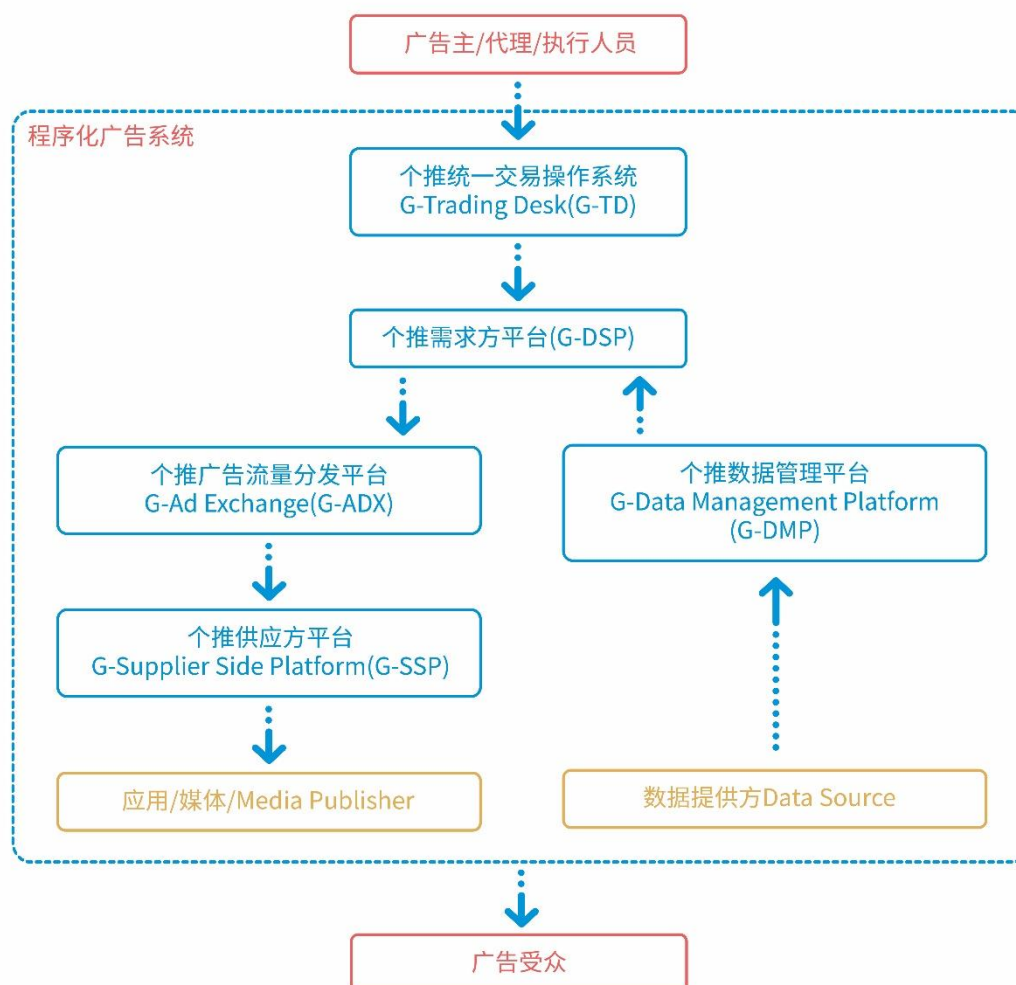 广告主/代理/执行人员
程序化广告系统
个推统一交易操作系统
G-Trading Desk(G-TD)
个推需求方平台(G-DSP)
个推广告流量分发平台
G-Ad Exchange(G-ADX)
个推数据管理平台
G-Data Management Platform
(G-DMP)
个推供应方平台
G-Supplier Side Platform(G-SSP)
应用/媒体/Media Publisher
数据提供方Data Source
广告受众